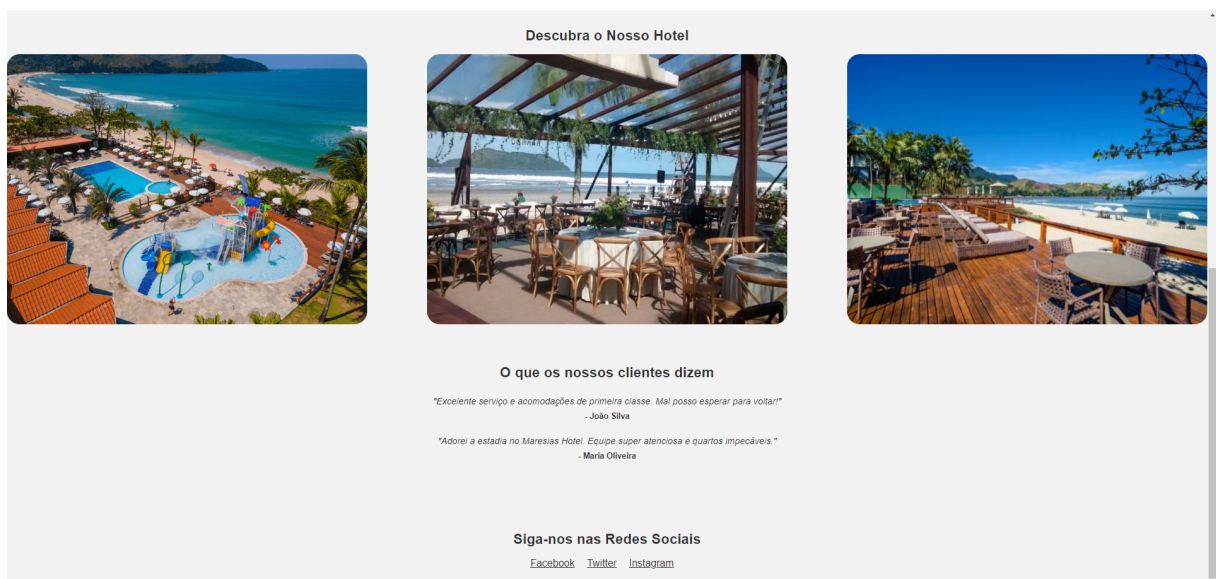 Descubra o Nosso Hotel
O que os nossos clientes dizem
"Excelente serviço e acomodações de primeira classe. Mal posso esperar para voltar!"
- João Silva
"Adorei a estadia no Maresias Hotel. Equipe super atenciosa e quartos impecáveis."
- Maria Oliveira
Siga-nos nas Redes Sociais
Facebook Twitter Instagram